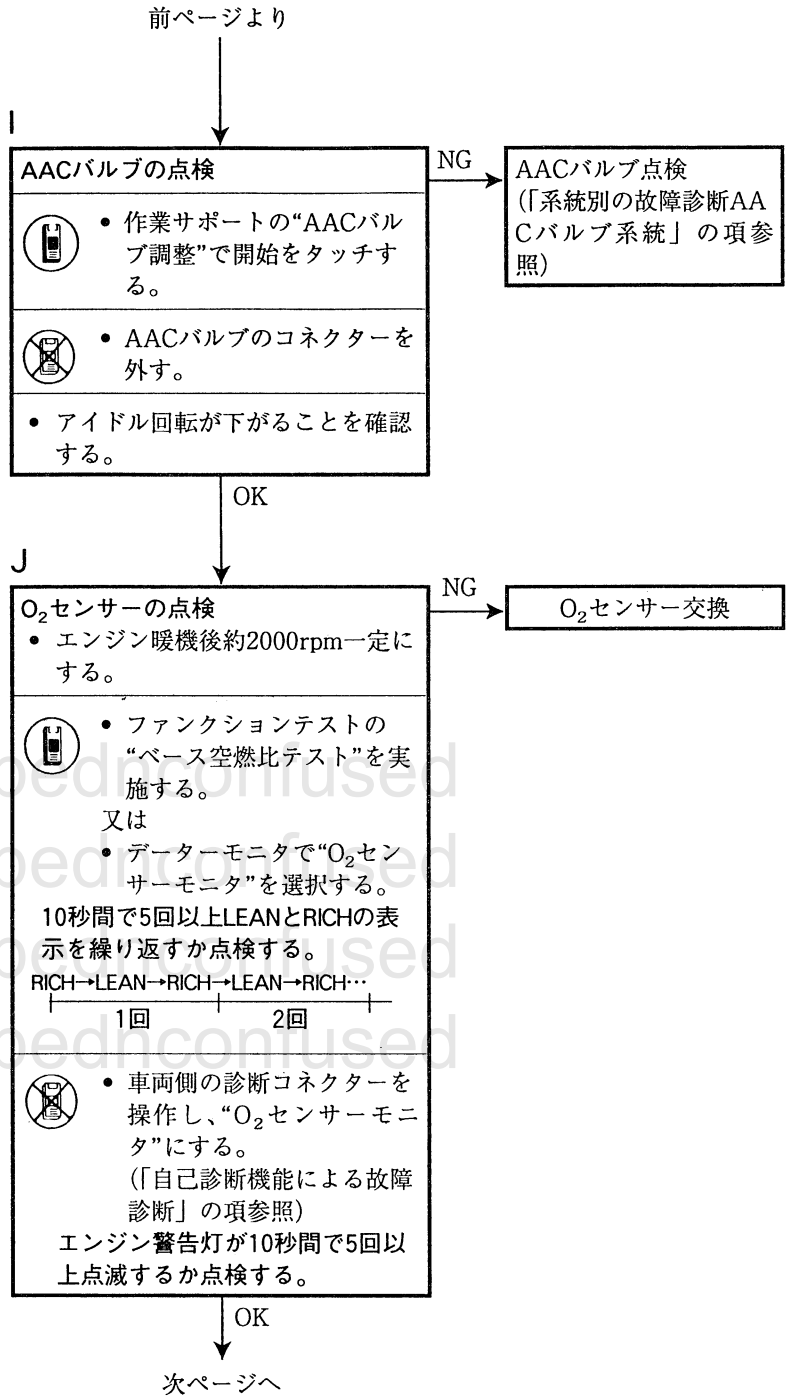 前ページより
I
AACバルブの点検
• 作業サポートの“AACバル
ブ調整”で開始をタッチす
る。
• AACバルブのコネクターを
外す。
• アイドル回転が下がることを確認
する。
NG
AACバルブ点検
(「系統別の故障診断AA
Cバルブ系統」の項参
照)
OK
J
O₂センサーの点検
• エンジン暖機後約2000rpm一定に
する。
• ファンクションテストの
“ベース空燃比テスト”を実
施する。
又は
• データーモニタで“O₂セン
サーモニタ”を選択する。
10秒間で5回以上LEANとRICHの表
示を繰り返すか点検する。
RICH→LEAN→RICH→LEAN→RICH…
1回 2回
• 車両側の診断コネクターを
操作し、“O₂センサーモニ
タ”にする。
(「自己診断機能による故障
診断」の項参照)
エンジン警告灯が10秒間で5回以
上点滅するか点検する。
NG
O₂センサー交換
OK
次ページへ
pednconfused
pednconfused
pednconfused
pednconfused